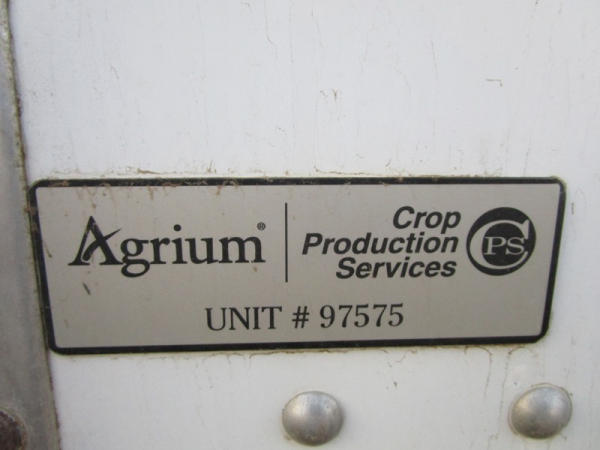 Agrium®
Crop
Production
Services
CPS
UNIT # 97575